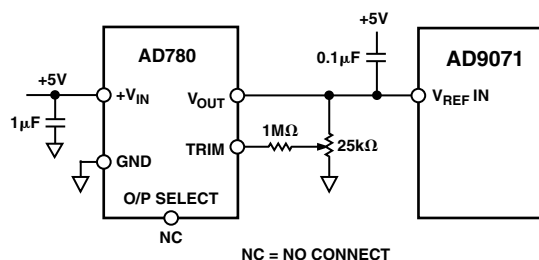 +5V
AD780
0.1μF
AD9071
+5V
+VIN
VOUT
VREF IN
1μF
1MΩ
TRIM
25kΩ
GND
O/P SELECT
NC
NC = NO CONNECT